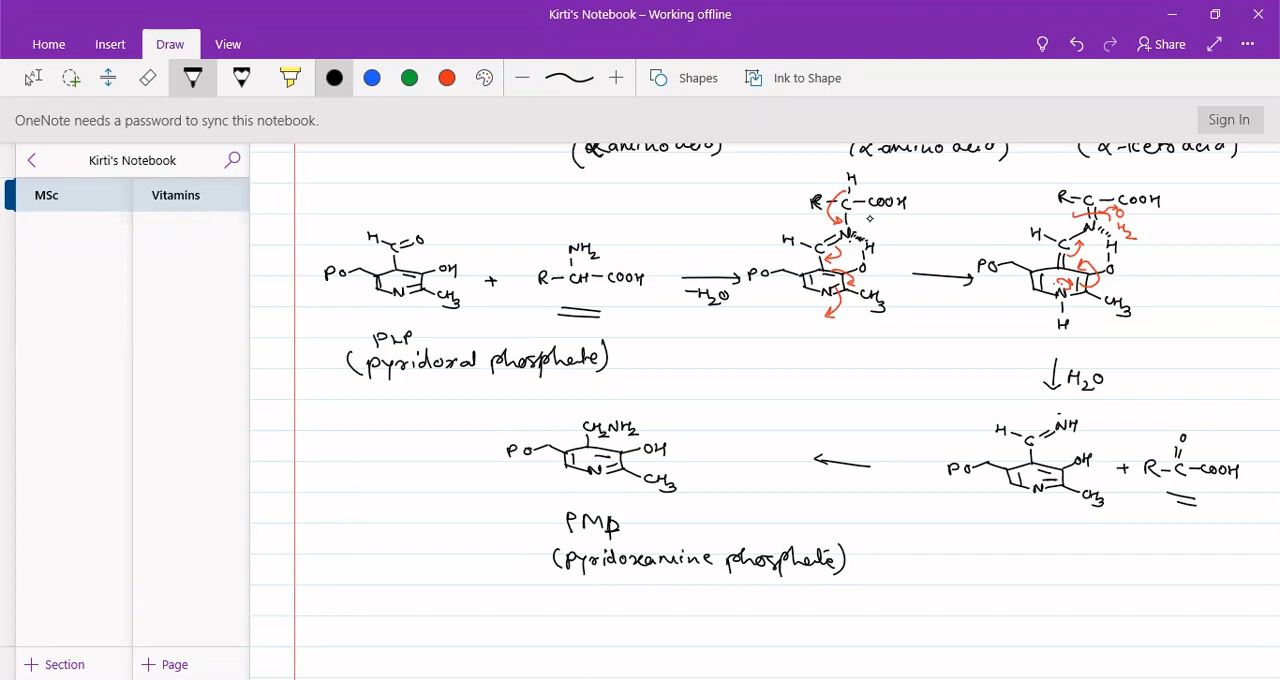 Kirti's Notebook – Working offline
Home Insert Draw View Share
Shapes Ink to Shape
OneNote needs a password to sync this notebook. Sign In
Kirti's Notebook
MSc Vitamins
(α amino acid) (α-amino acid) (α-keto acid)
H
R-C-COOH
N
H C H
PO O
N CH3
R-C-COOH
O
H2
N
H C H
PO O
N CH3
H
H C O
PO OH
N CH3
+
NH2
R-CH-COOH
-H2O
PLP
(pyridoxal phosphate)
H2O
CH2NH2
PO OH
N CH3
H-C=NH
PO OH
N CH3
+
O
R-C-COOH
PMP
(pyridoxamine phosphate)
+ Section + Page